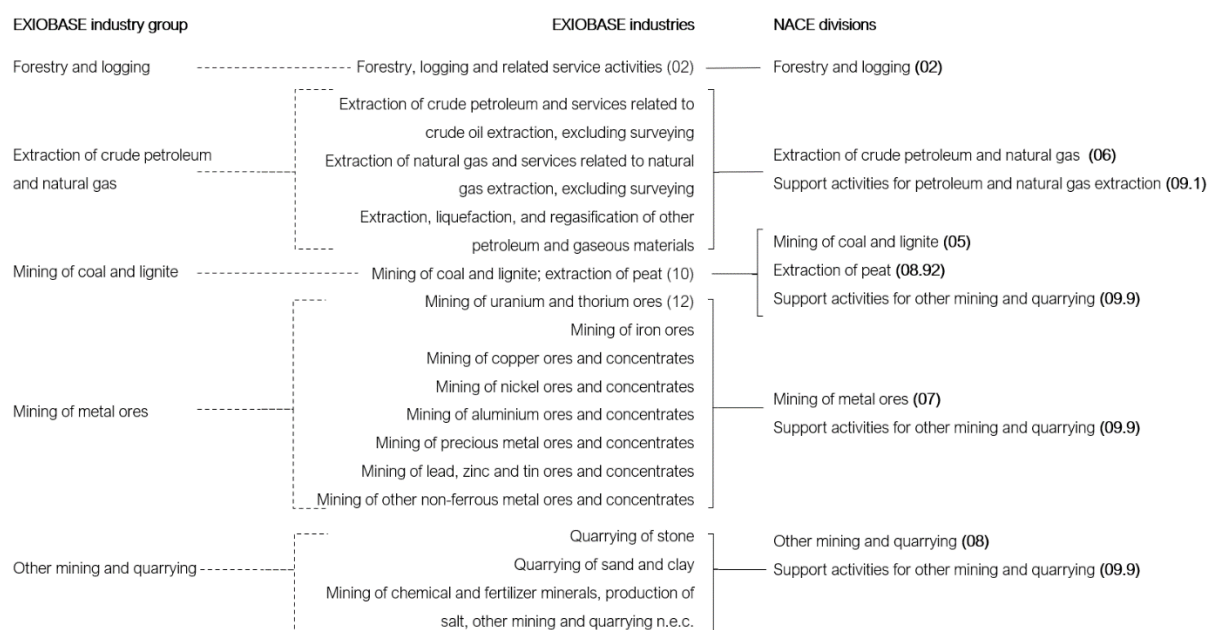 EXIOBASE industry group EXIOBASE industries NACE divisions
Forestry and logging Forestry, logging and related service activities (02) Forestry and logging (02)
Extraction of crude petroleum
and natural gas
Extraction of crude petroleum and services related to
crude oil extraction, excluding surveying
Extraction of natural gas and services related to natural
gas extraction, excluding surveying
Extraction, liquefaction, and regasification of other
petroleum and gaseous materials
Extraction of crude petroleum and natural gas (06)
Support activities for petroleum and natural gas extraction (09.1)
Mining of coal and lignite
Mining of coal and lignite; extraction of peat (10)
Mining of coal and lignite (05)
Extraction of peat (08.92)
Support activities for other mining and quarrying (09.9)
Mining of metal ores
Mining of uranium and thorium ores (12)
Mining of iron ores
Mining of copper ores and concentrates
Mining of nickel ores and concentrates
Mining of aluminium ores and concentrates
Mining of precious metal ores and concentrates
Mining of lead, zinc and tin ores and concentrates
Mining of other non-ferrous metal ores and concentrates
Mining of metal ores (07)
Support activities for other mining and quarrying (09.9)
Other mining and quarrying
Quarrying of stone
Quarrying of sand and clay
Mining of chemical and fertilizer minerals, production of
salt, other mining and quarrying n.e.c.
Other mining and quarrying (08)
Support activities for other mining and quarrying (09.9)